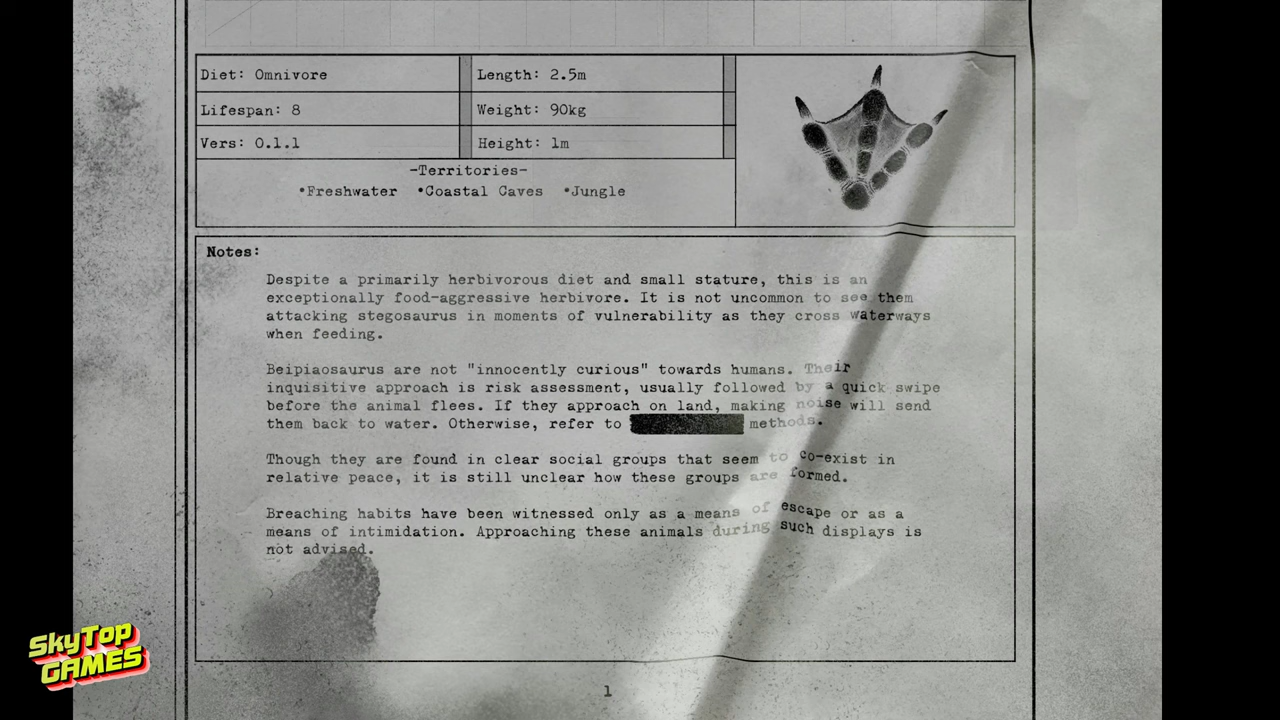 Diet: Omnivore
Length: 2.5m
Lifespan: 8
Weight: 90kg
Vers: 0.1.1
Height: 1m
-Territories-
•Freshwater •Coastal Caves •Jungle
Notes:
Despite a primarily herbivorous diet and small stature, this is an
exceptionally food-aggressive herbivore. It is not uncommon to see them
attacking stegosaurus in moments of vulnerability as they cross waterways
when feeding.
Beipiaosaurus are not "innocently curious" towards humans. Their
inquisitive approach is risk assessment, usually followed by a quick swipe
before the animal flees. If they approach on land, making noise will send
them back to water. Otherwise, refer to methods.
Though they are found in clear social groups that seem to co-exist in
relative peace, it is still unclear how these groups are formed.
Breaching habits have been witnessed only as a means of escape or as a
means of intimidation. Approaching these animals during such displays is
not advised.
1
SkyTop
GAMES